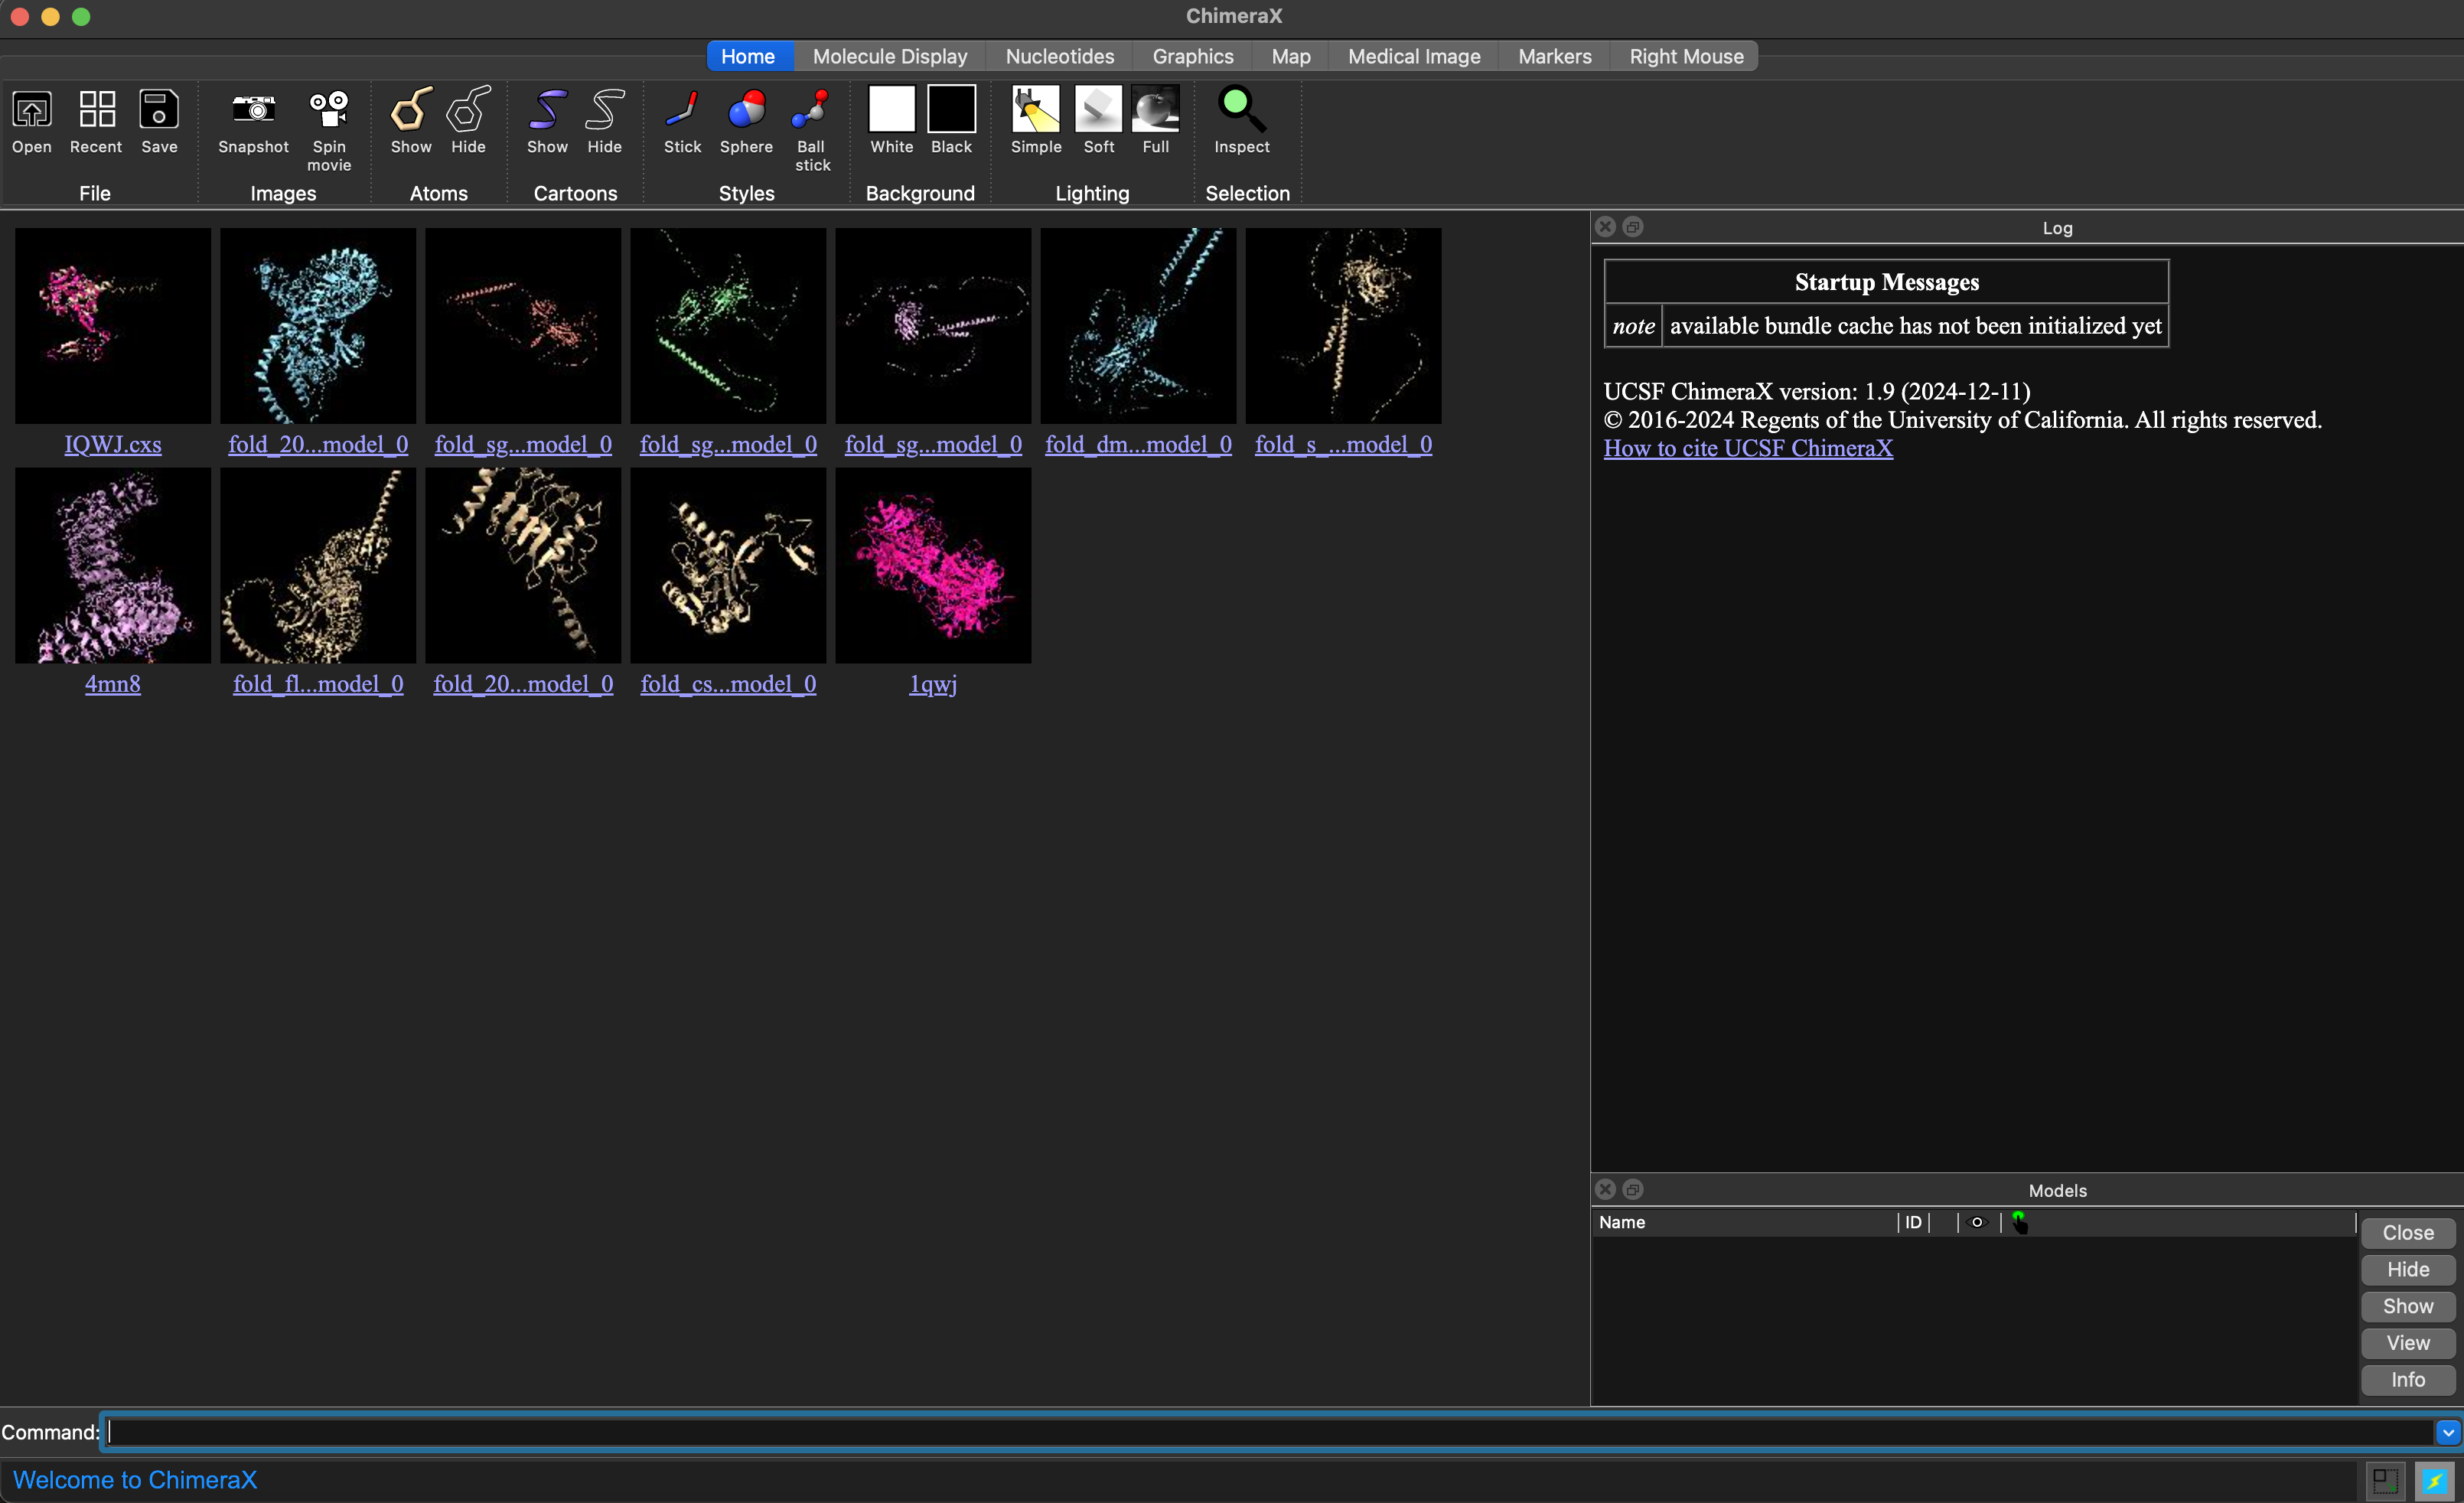 ChimeraX
Home Molecule Display Nucleotides Graphics Map Medical Image Markers Right Mouse
Open Recent Save Snapshot Spin movie Show Hide Show Hide Stick Sphere Ball stick White Black Simple Soft Full Inspect
File Images Atoms Cartoons Styles Background Lighting Selection
IQWJ.cxs fold_20...model_0 fold_sg...model_0 fold_sg...model_0 fold_sg...model_0 fold_dm...model_0 fold_s_...model_0
4mn8 fold_fl...model_0 fold_20...model_0 fold_cs...model_0 1qwj
Log
Startup Messages
note available bundle cache has not been initialized yet
UCSF ChimeraX version: 1.9 (2024-12-11)
© 2016-2024 Regents of the University of California. All rights reserved.
How to cite UCSF ChimeraX
Models
Name ID
Close
Hide
Show
View
Info
Command:
Welcome to ChimeraX